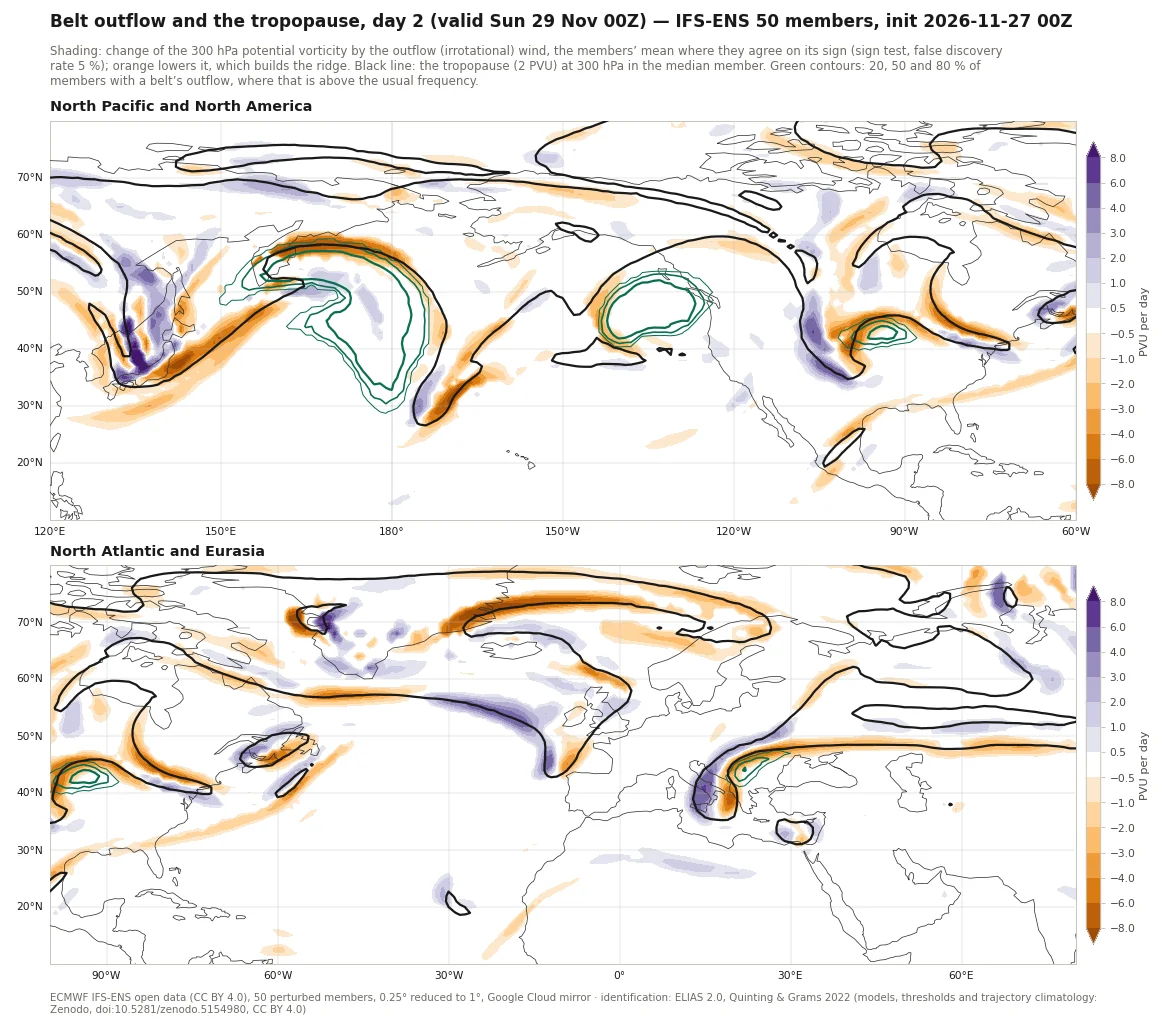 Belt outflow and the tropopause, day 2 (valid Sun 29 Nov 00Z) — IFS-ENS 50 members, init 2026-11-27 00Z
Shading: change of the 300 hPa potential vorticity by the outflow (irrotational) wind, the members’ mean where they agree on its sign (sign test, false discovery
rate 5 %); orange lowers it, which builds the ridge. Black line: the tropopause (2 PVU) at 300 hPa in the median member. Green contours: 20, 50 and 80 % of
members with a belt’s outflow, where that is above the usual frequency.
North Pacific and North America
70°N
60°N
50°N
40°N
30°N
20°N
120°E
150°E
180°
150°W
120°W
90°W
60°W
8.0
6.0
4.0
3.0
2.0
1.0
0.5
−0.5
−1.0
−2.0
−3.0
−4.0
−6.0
−8.0
PVU per day
North Atlantic and Eurasia
70°N
60°N
50°N
40°N
30°N
20°N
90°W
60°W
30°W
0°
30°E
60°E
8.0
6.0
4.0
3.0
2.0
1.0
0.5
−0.5
−1.0
−2.0
−3.0
−4.0
−6.0
−8.0
PVU per day
ECMWF IFS-ENS open data (CC BY 4.0), 50 perturbed members, 0.25° reduced to 1°, Google Cloud mirror · identification: ELIAS 2.0, Quinting & Grams 2022 (models, thresholds and trajectory climatology:
Zenodo, doi:10.5281/zenodo.5154980, CC BY 4.0)